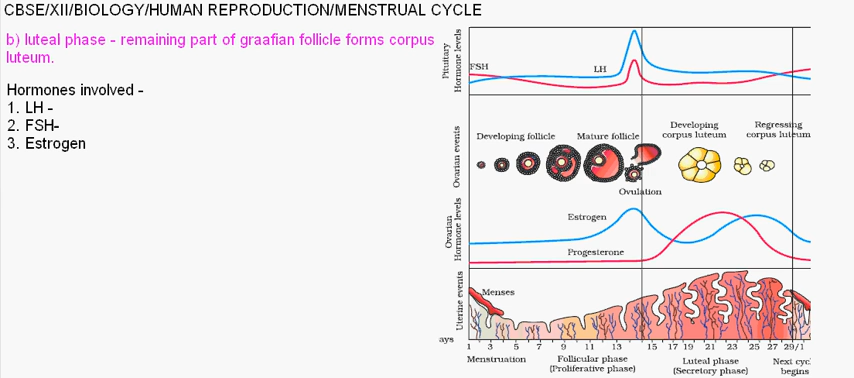 CBSE/XII/BIOLOGY/HUMAN REPRODUCTION/MENSTRUAL CYCLE
b) luteal phase - remaining part of graafian follicle forms corpus
luteum.
Hormones involved -
1. LH -
2. FSH-
3. Estrogen
Pituitary
Hormone levels
FSH
LH
Ovarian events
Developing follicle
Mature follicle
Developing
corpus luteum
Regressing
corpus luteum
Ovulation
Ovarian
Hormone levels
Estrogen
Progesterone
Uterine events
Menses
ays 1 3 5 7 9 11 13 15 17 19 21 23 25 27 29/1
Menstruation
Follicular phase
(Proliferative phase)
Luteal phase
(Secretory phase)
Next cyc
begins